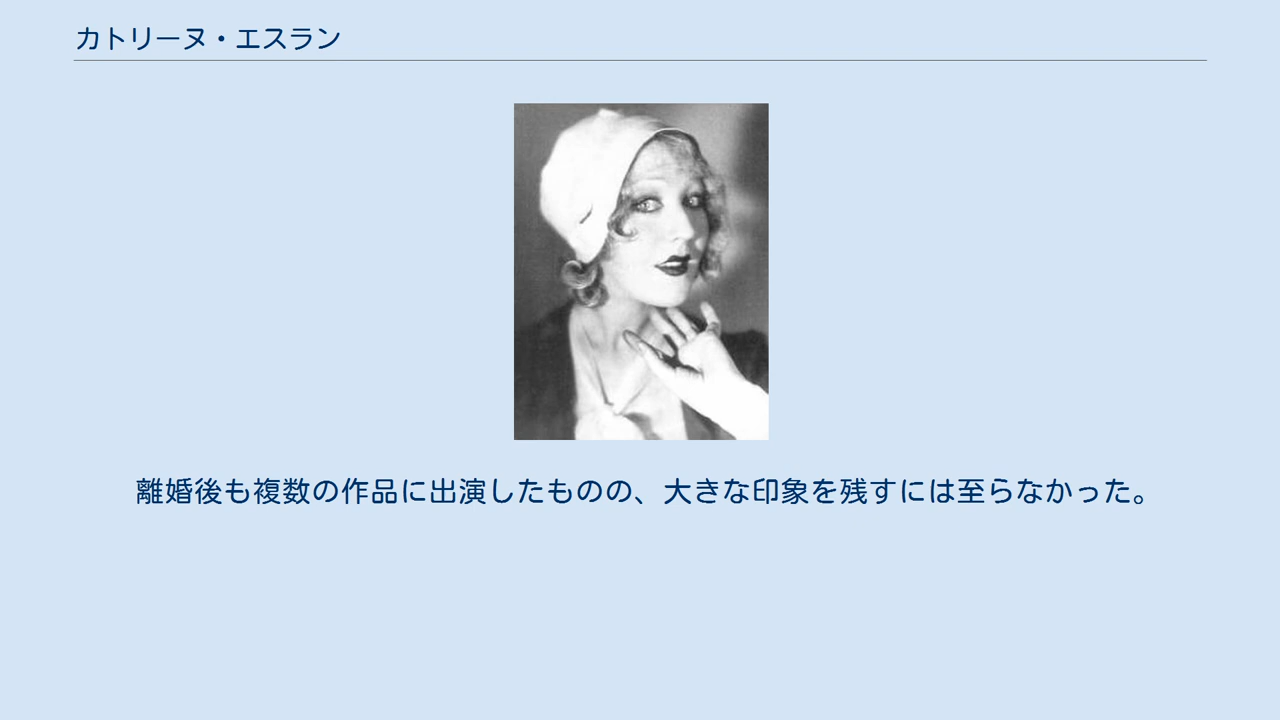 カトリーヌ・エスラン
離婚後も複数の作品に出演したものの、大きな印象を残すには至らなかった。